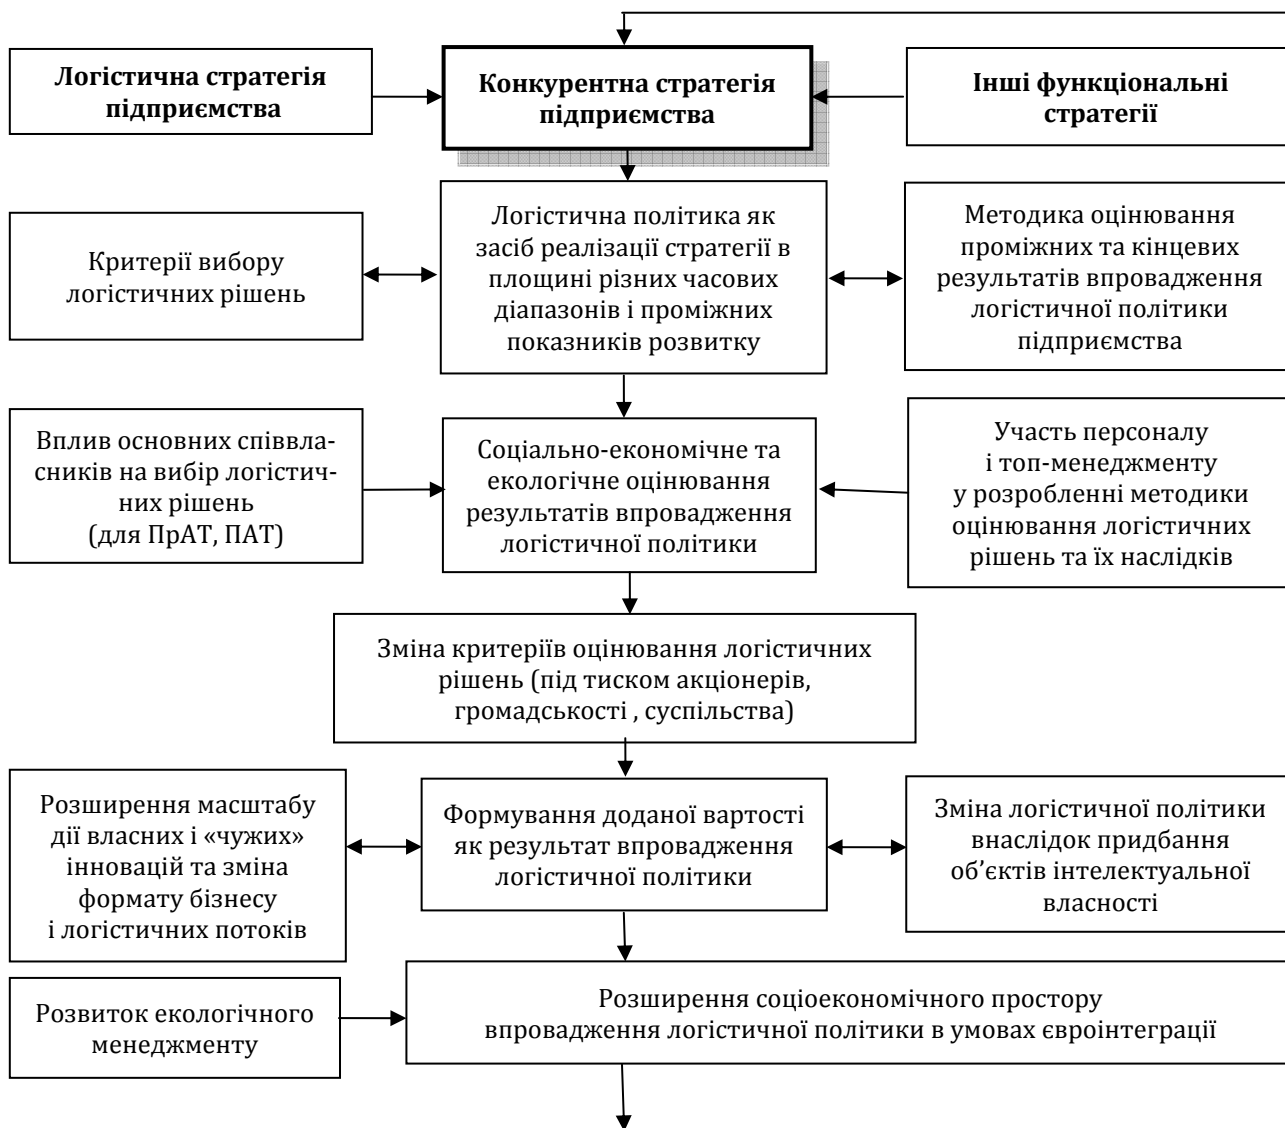 Логістична стратегія
підприємства
Конкурентна стратегія
підприємства
Інші функціональні
стратегії
Критерії вибору
логістичних рішень
Логістична політика як
засіб реалізації стратегії в
площині різних часових
діапазонів і проміжних
показників розвитку
Методика оцінювання
проміжних та кінцевих
результатів впровадження
логістичної політики
підприємства
Вплив основних співвла-
сників на вибір логістич-
них рішень
(для ПрАТ, ПАТ)
Соціально-економічне та
екологічне оцінювання
результатів впровадження
логістичної політики
Участь персоналу
і топ-менеджменту
у розробленні методики
оцінювання логістичних
рішень та їх наслідків
Зміна критеріїв оцінювання логістичних
рішень (під тиском акціонерів,
громадськості , суспільства)
Розширення масштабу
дії власних і «чужих»
інновацій та зміна
формату бізнесу
і логістичних потоків
Формування доданої вартості
як результат впровадження
логістичної політики
Зміна логістичної політики
внаслідок придбання
об’єктів інтелектуальної
власності
Розвиток екологічного
менеджменту
Розширення соціоекономічного простору
впровадження логістичної політики в умовах євроінтеграції